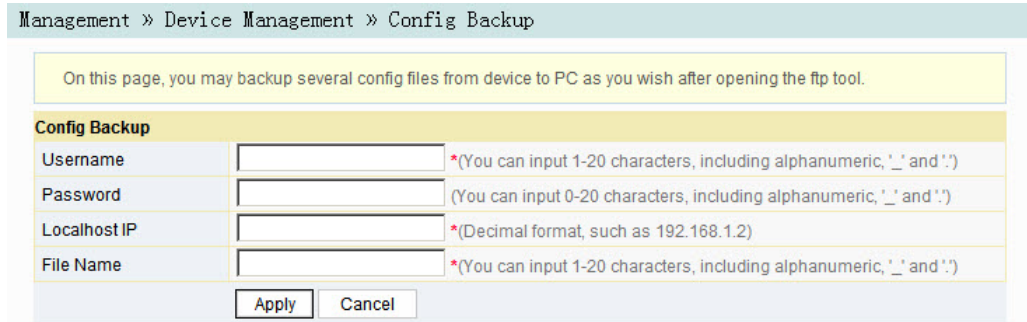 Management » Device Management » Config Backup
On this page, you may backup several config files from device to PC as you wish after opening the ftp tool.
Config Backup
Username *(You can input 1-20 characters, including alphanumeric, '_' and '.')
Password (You can input 0-20 characters, including alphanumeric, '_' and '.')
Localhost IP *(Decimal format, such as 192.168.1.2)
File Name *(You can input 1-20 characters, including alphanumeric, '_' and '.')
Apply Cancel